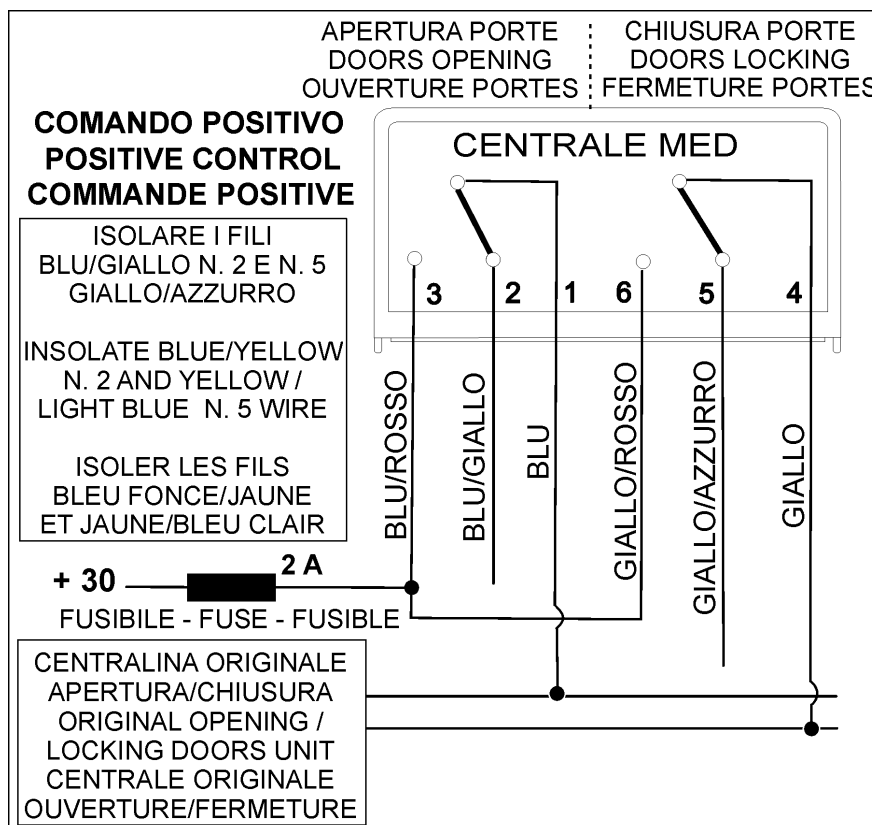 APERTURA PORTE
DOORS OPENING
OUVERTURE PORTES
CHIUSURA PORTE
DOORS LOCKING
FERMETURE PORTES
COMANDO POSITIVO
POSITIVE CONTROL
COMMANDE POSITIVE
CENTRALE MED
ISOLARE I FILI
BLU/GIALLO N. 2 E N. 5
GIALLO/AZZURRO
INSOLATE BLUE/YELLOW
N. 2 AND YELLOW /
LIGHT BLUE N. 5 WIRE
ISOLER LES FILS
BLEU FONCE/JAUNE
ET JAUNE/BLEU CLAIR
3
2
1
6
5
4
BLU/ROSSO
BLU/GIALLO
BLU
GIALLO/ROSSO
GIALLO/AZZURRO
GIALLO
+ 30
2 A
FUSIBILE - FUSE - FUSIBLE
CENTRALINA ORIGINALE
APERTURA/CHIUSURA
ORIGINAL OPENING /
LOCKING DOORS UNIT
CENTRALE ORIGINALE
OUVERTURE/FERMETURE